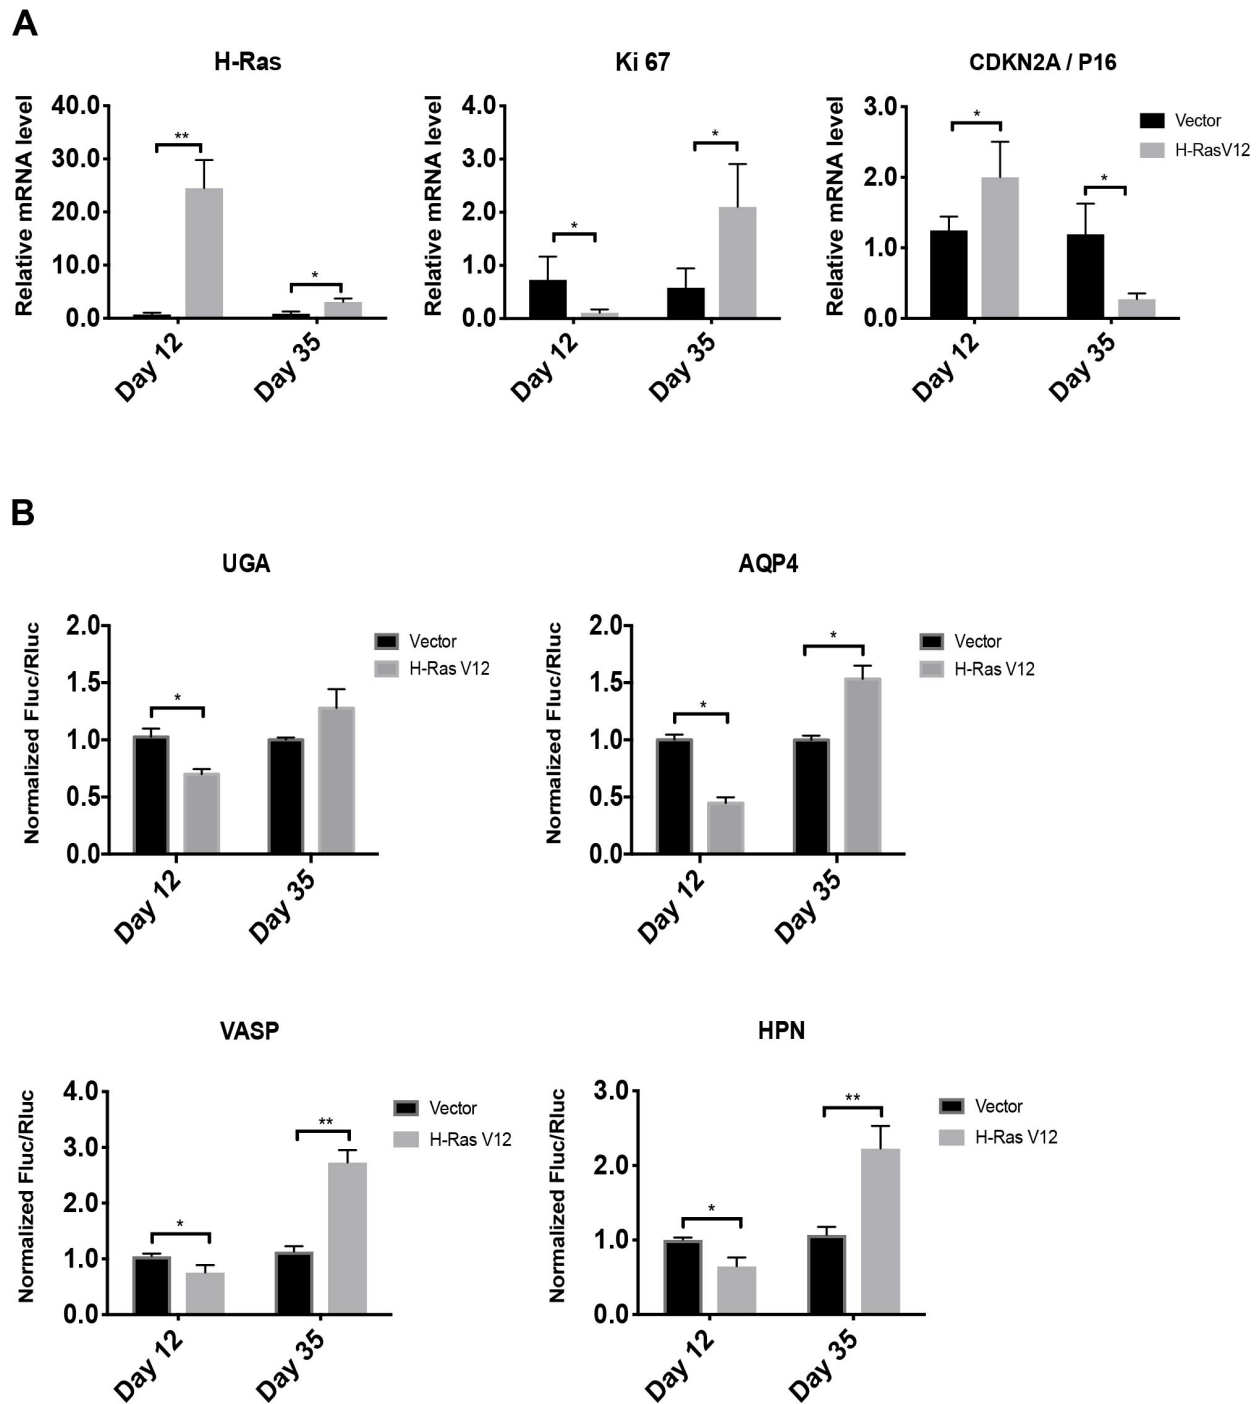 A
H-Ras
Relative mRNA level
40.0
30.0
20.0
10.0
0.0
**
*
Day 12
Day 35
Ki 67
Relative mRNA level
4.0
3.0
2.0
1.0
0.0
*
*
Day 12
Day 35
CDKN2A / P16
Relative mRNA level
3.0
2.0
1.0
0.0
*
*
Day 12
Day 35
Vector
H-RasV12
B
UGA
Normalized Fluc/Rluc
2.0
1.5
1.0
0.5
0.0
*
Day 12
Day 35
Vector
H-Ras V12
AQP4
Normalized Fluc/Rluc
2.0
1.5
1.0
0.5
0.0
*
*
Day 12
Day 35
Vector
H-Ras V12
VASP
Normalized Fluc/Rluc
4.0
3.0
2.0
1.0
0.0
*
**
Day 12
Day 35
Vector
H-Ras V12
HPN
Normalized Fluc/Rluc
3.0
2.0
1.0
0.0
*
**
Day 12
Day 35
Vector
H-Ras V12